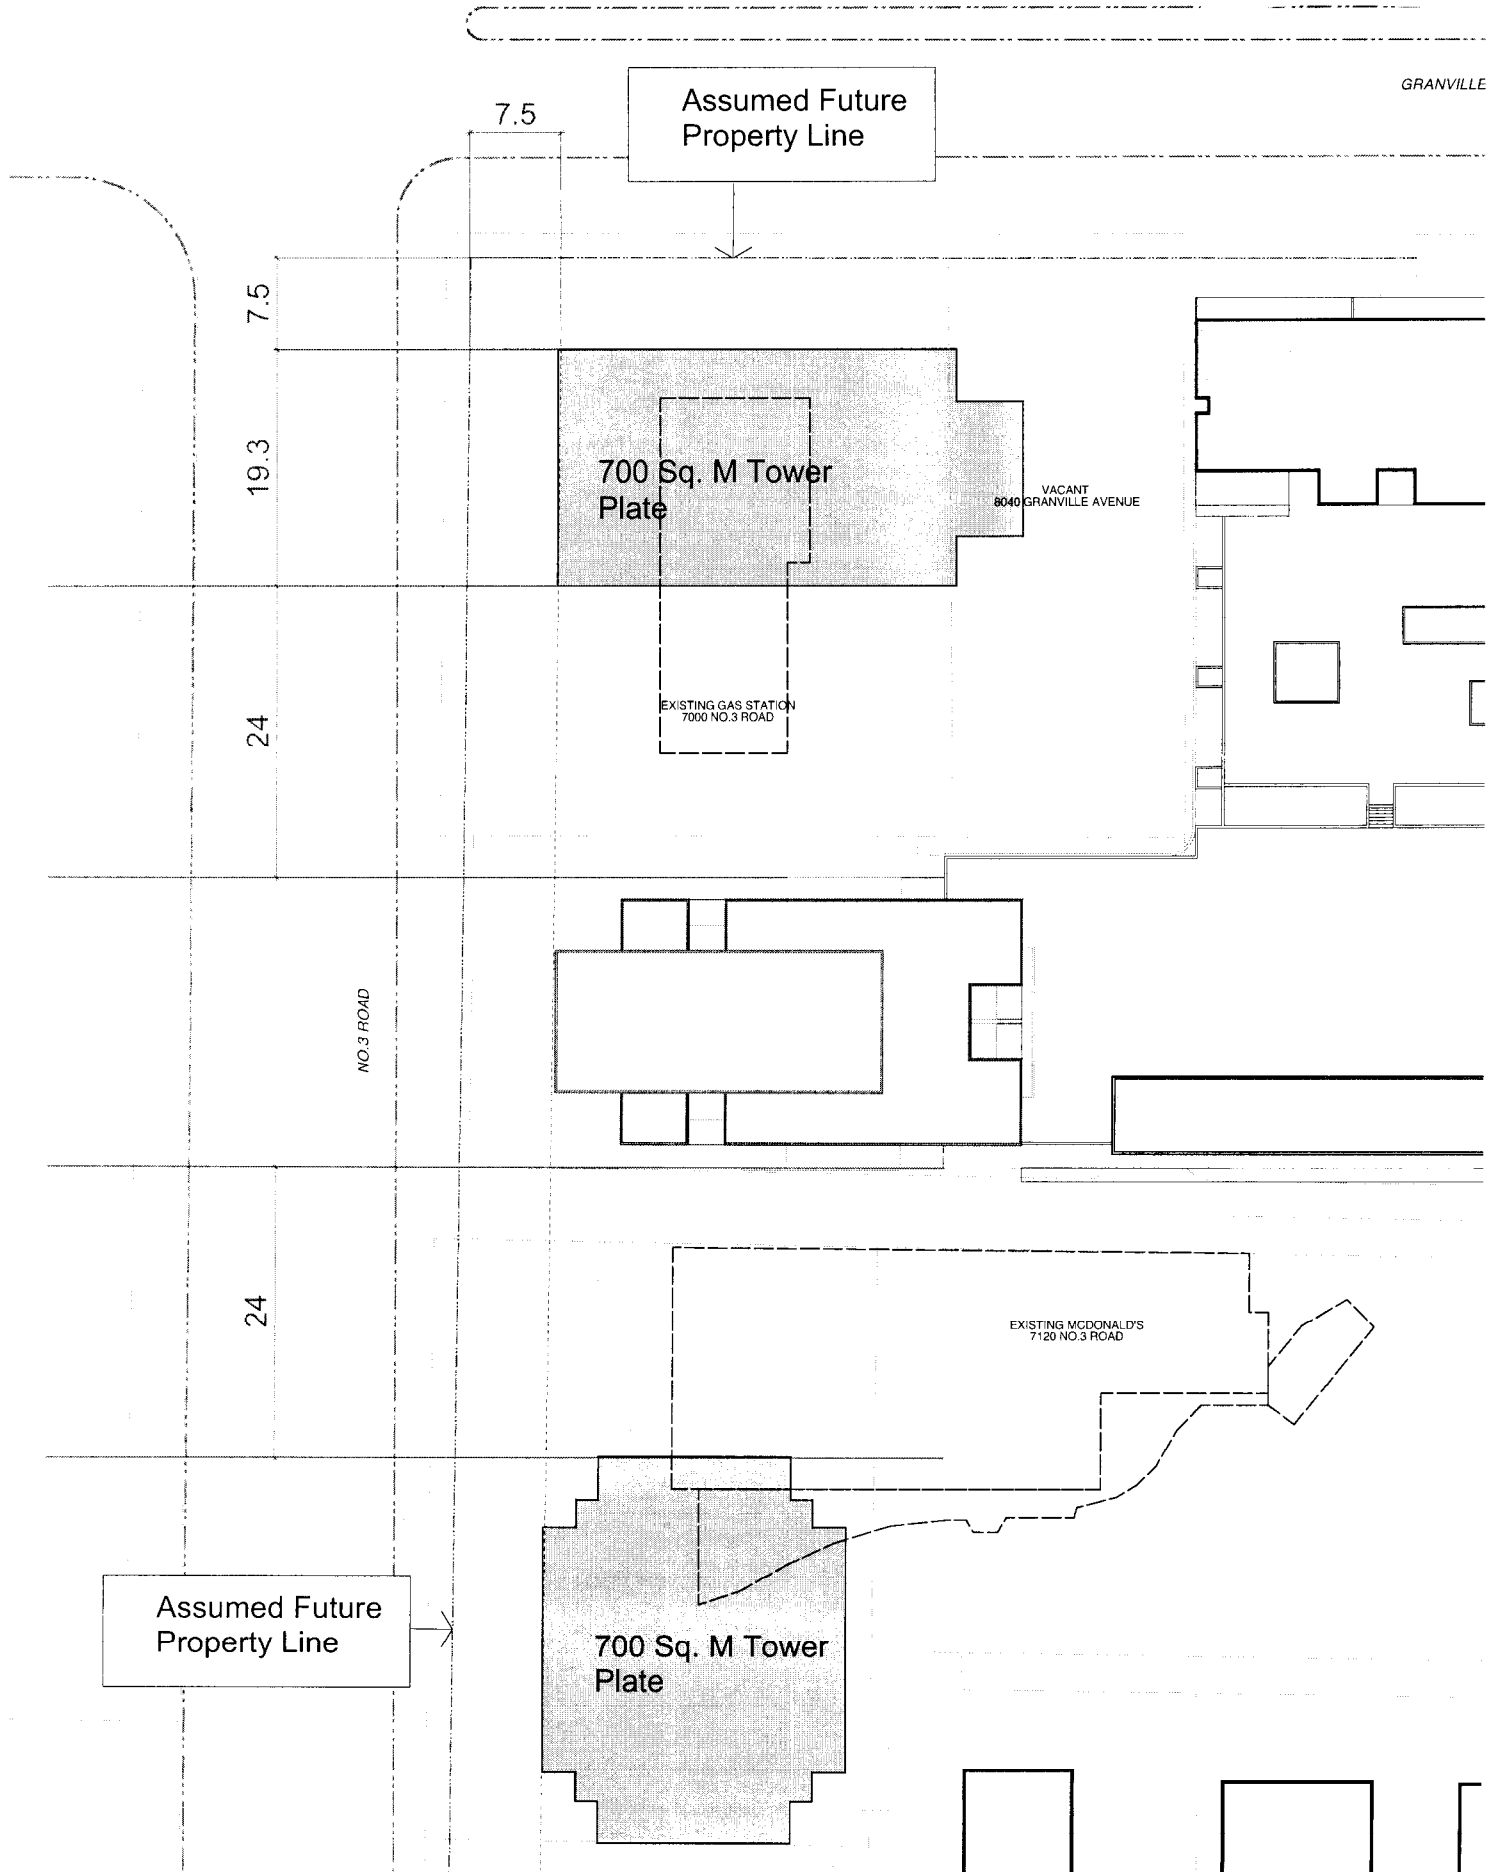 GRANVILLE
Assumed Future
Property Line
7.5
7.5
19.3
700 Sq. M Tower
Plate
VACANT
8040 GRANVILLE AVENUE
24
EXISTING GAS STATION
7000 NO.3 ROAD
NO.3 ROAD
24
EXISTING MCDONALD'S
7120 NO.3 ROAD
Assumed Future
Property Line
700 Sq. M Tower
Plate